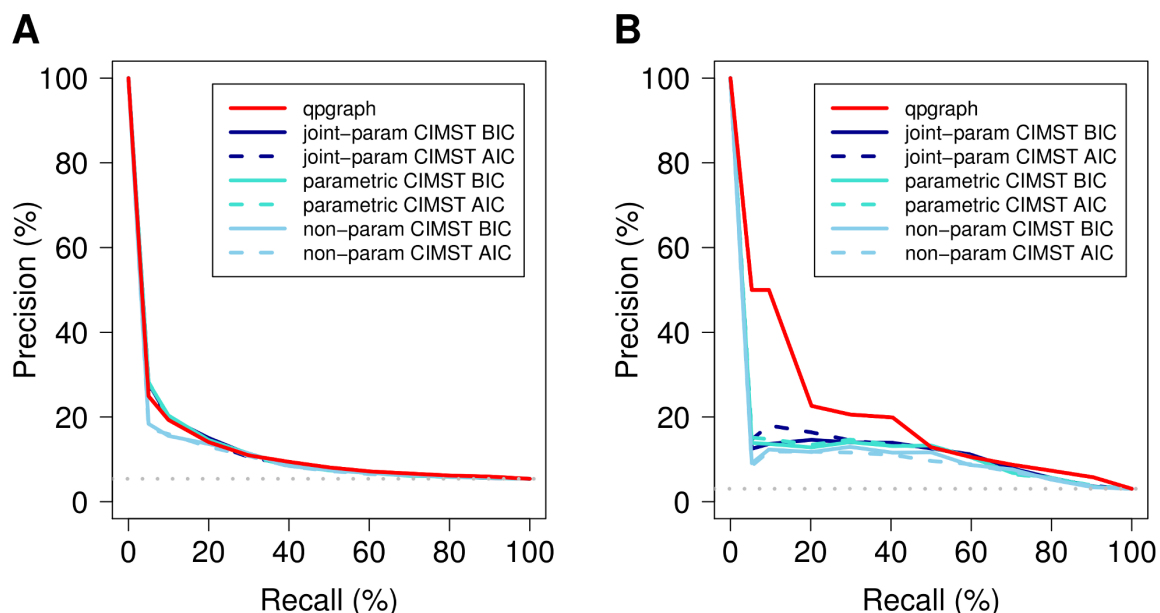 A
Precision (%)
100
80
60
40
20
0
qpgraph
joint−param CIMST BIC
joint−param CIMST AIC
parametric CIMST BIC
parametric CIMST AIC
non−param CIMST BIC
non−param CIMST AIC
0 20 40 60 80 100
Recall (%)
B
Precision (%)
100
80
60
40
20
0
qpgraph
joint−param CIMST BIC
joint−param CIMST AIC
parametric CIMST BIC
parametric CIMST AIC
non−param CIMST BIC
non−param CIMST AIC
0 20 40 60 80 100
Recall (%)